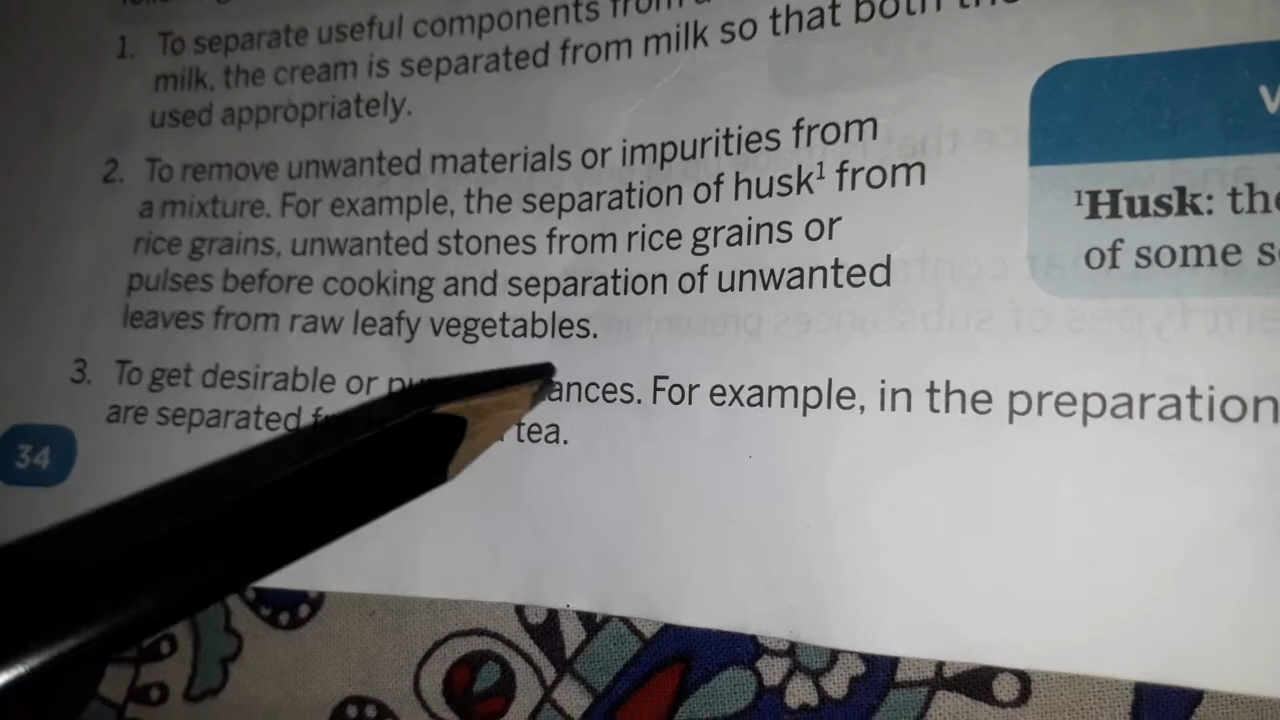 1. To separate useful components from
milk, the cream is separated from milk so that both
used appropriately.
2. To remove unwanted materials or impurities from
a mixture. For example, the separation of husk¹ from
rice grains, unwanted stones from rice grains or
pulses before cooking and separation of unwanted
leaves from raw leafy vegetables.
3. To get desirable or ances. For example, in the preparation
are separated tea.
34
¹Husk: the
of some